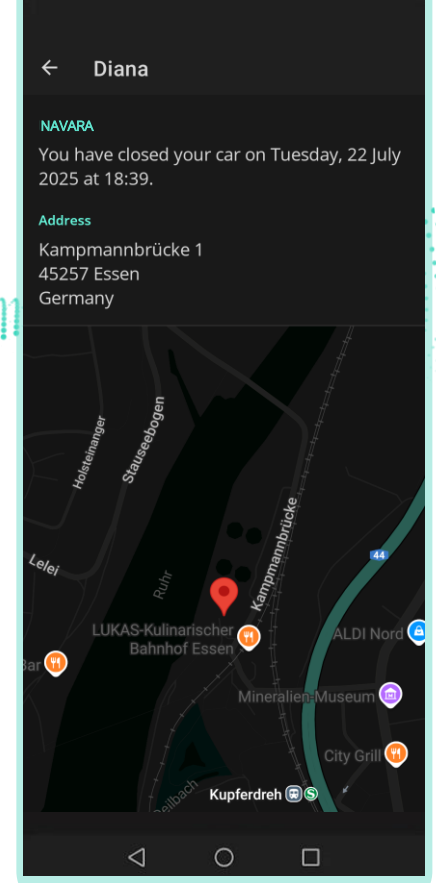 Diana
NAVARA
You have closed your car on Tuesday, 22 July
2025 at 18:39.
Address
Kampmannbrücke 1
45257 Essen
Germany
Holsteinanger
Stauseebogen
Kampmannbrücke
44
Lelei
Ruhr
LUKAS-Kulinarischer
Bahnhof Essen
ALDI Nord
Bar
Mineralien-Museum
City Grill
Kupferdreh
S